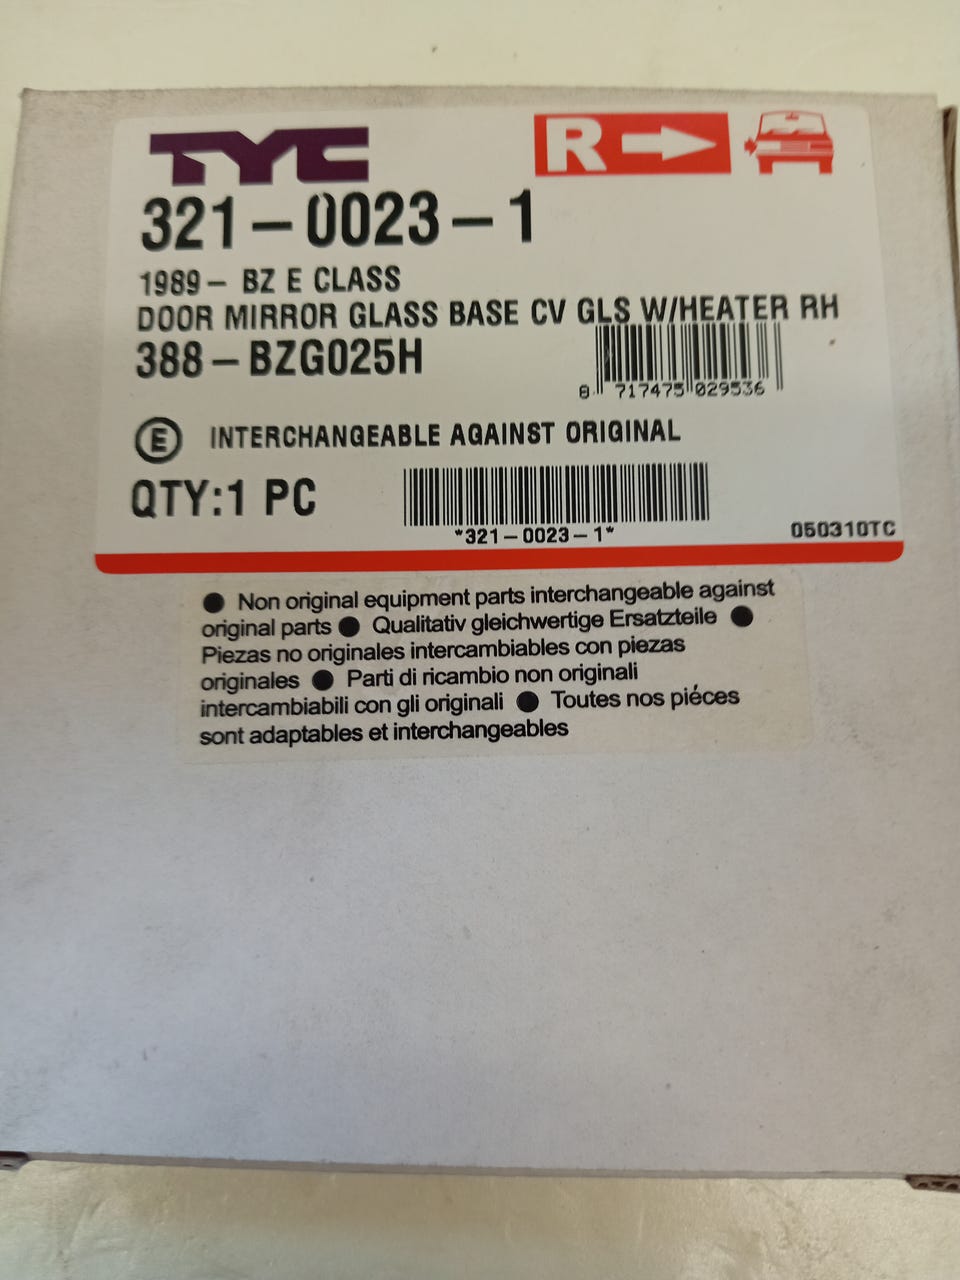 TYC R
321-0023-1
1989- BZ E CLASS
DOOR MIRROR GLASS BASE CV GLS W/HEATER RH
388-BZG025H
8 717475 029536
E INTERCHANGEABLE AGAINST ORIGINAL
QTY:1 PC
*321-0023-1*
050310TC
● Non original equipment parts interchangeable against
original parts ● Qualitativ gleichwertige Ersatzteile ●
Piezas no originales intercambiables con piezas
originales ● Parti di ricambio non originali
intercambiabili con gli originali ● Toutes nos piéces
sont adaptables et interchangeables